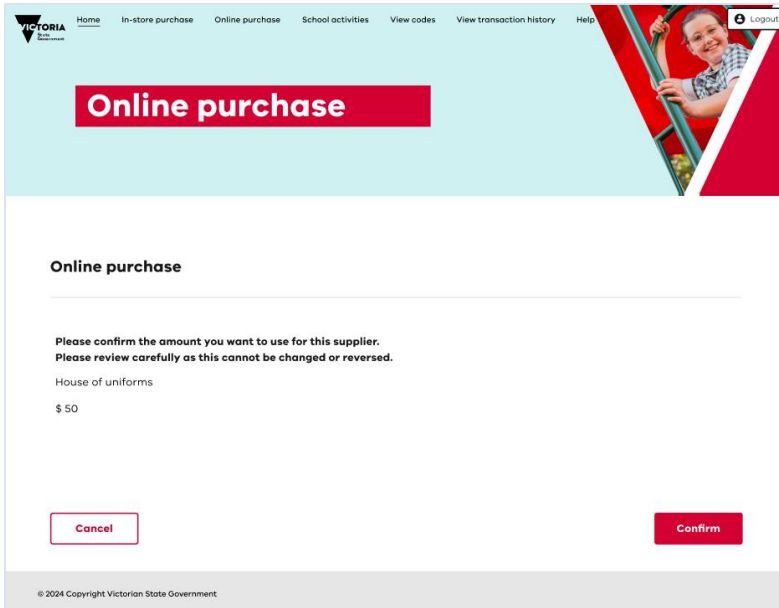 VICTORIA
State
Government
Home In-store purchase Online purchase School activities View codes View transaction history Help
Logout
Online purchase
Online purchase
Please confirm the amount you want to use for this supplier.
Please review carefully as this cannot be changed or reversed.
House of uniforms
$ 50
Cancel Confirm
© 2024 Copyright Victorian State Government